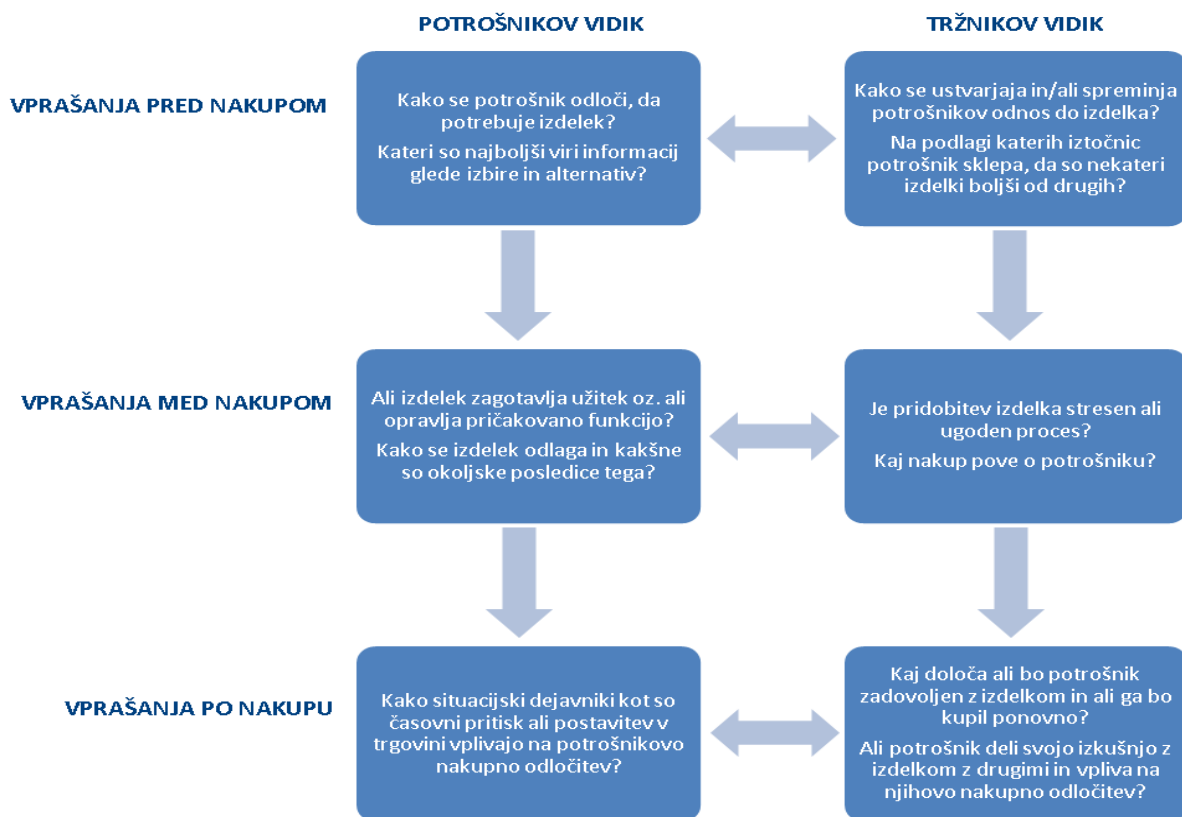 POTROŠNIKOV VIDIK
TRŽNIKOV VIDIK
VPRAŠANJA PRED NAKUPOM
Kako se potrošnik odloči, da
potrebuje izdelek?
Kateri so najboljši viri informacij
glede izbire in alternativ?
Kako se ustvarjaja in/ali spreminja
potrošnikov odnos do izdelka?
Na podlagi katerih iztočnic
potrošnik sklepa, da so nekateri
izdelki boljši od drugih?
VPRAŠANJA MED NAKUPOM
Ali izdelek zagotavlja užitek oz. ali
opravlja pričakovano funkcijo?
Kako se izdelek odlaga in kakšne
so okoljske posledice tega?
Je pridobitev izdelka stresen ali
ugoden proces?
Kaj nakup pove o potrošniku?
VPRAŠANJA PO NAKUPU
Kako situacijski dejavniki kot so
časovni pritisk ali postavitev v
trgovini vplivajo na potrošnikovo
nakupno odločitev?
Kaj določa ali bo potrošnik
zadovoljen z izdelkom in ali ga bo
kupil ponovno?
Ali potrošnik deli svojo izkušnjo z
izdelkom z drugimi in vpliva na
njihovo nakupno odločitev?